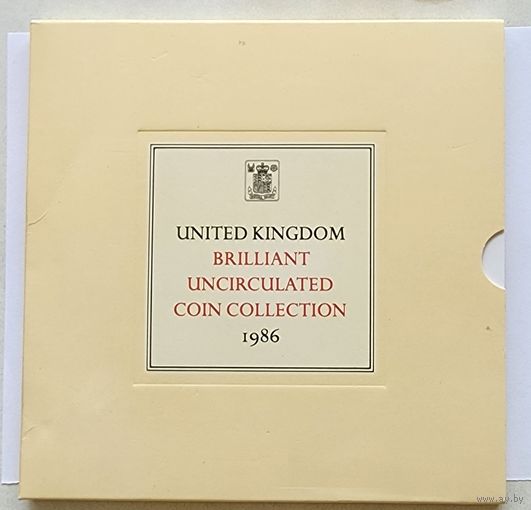 UNITED KINGDOM
BRILLIANT
UNCIRCULATED
COIN COLLECTION
1986
www.ay.by